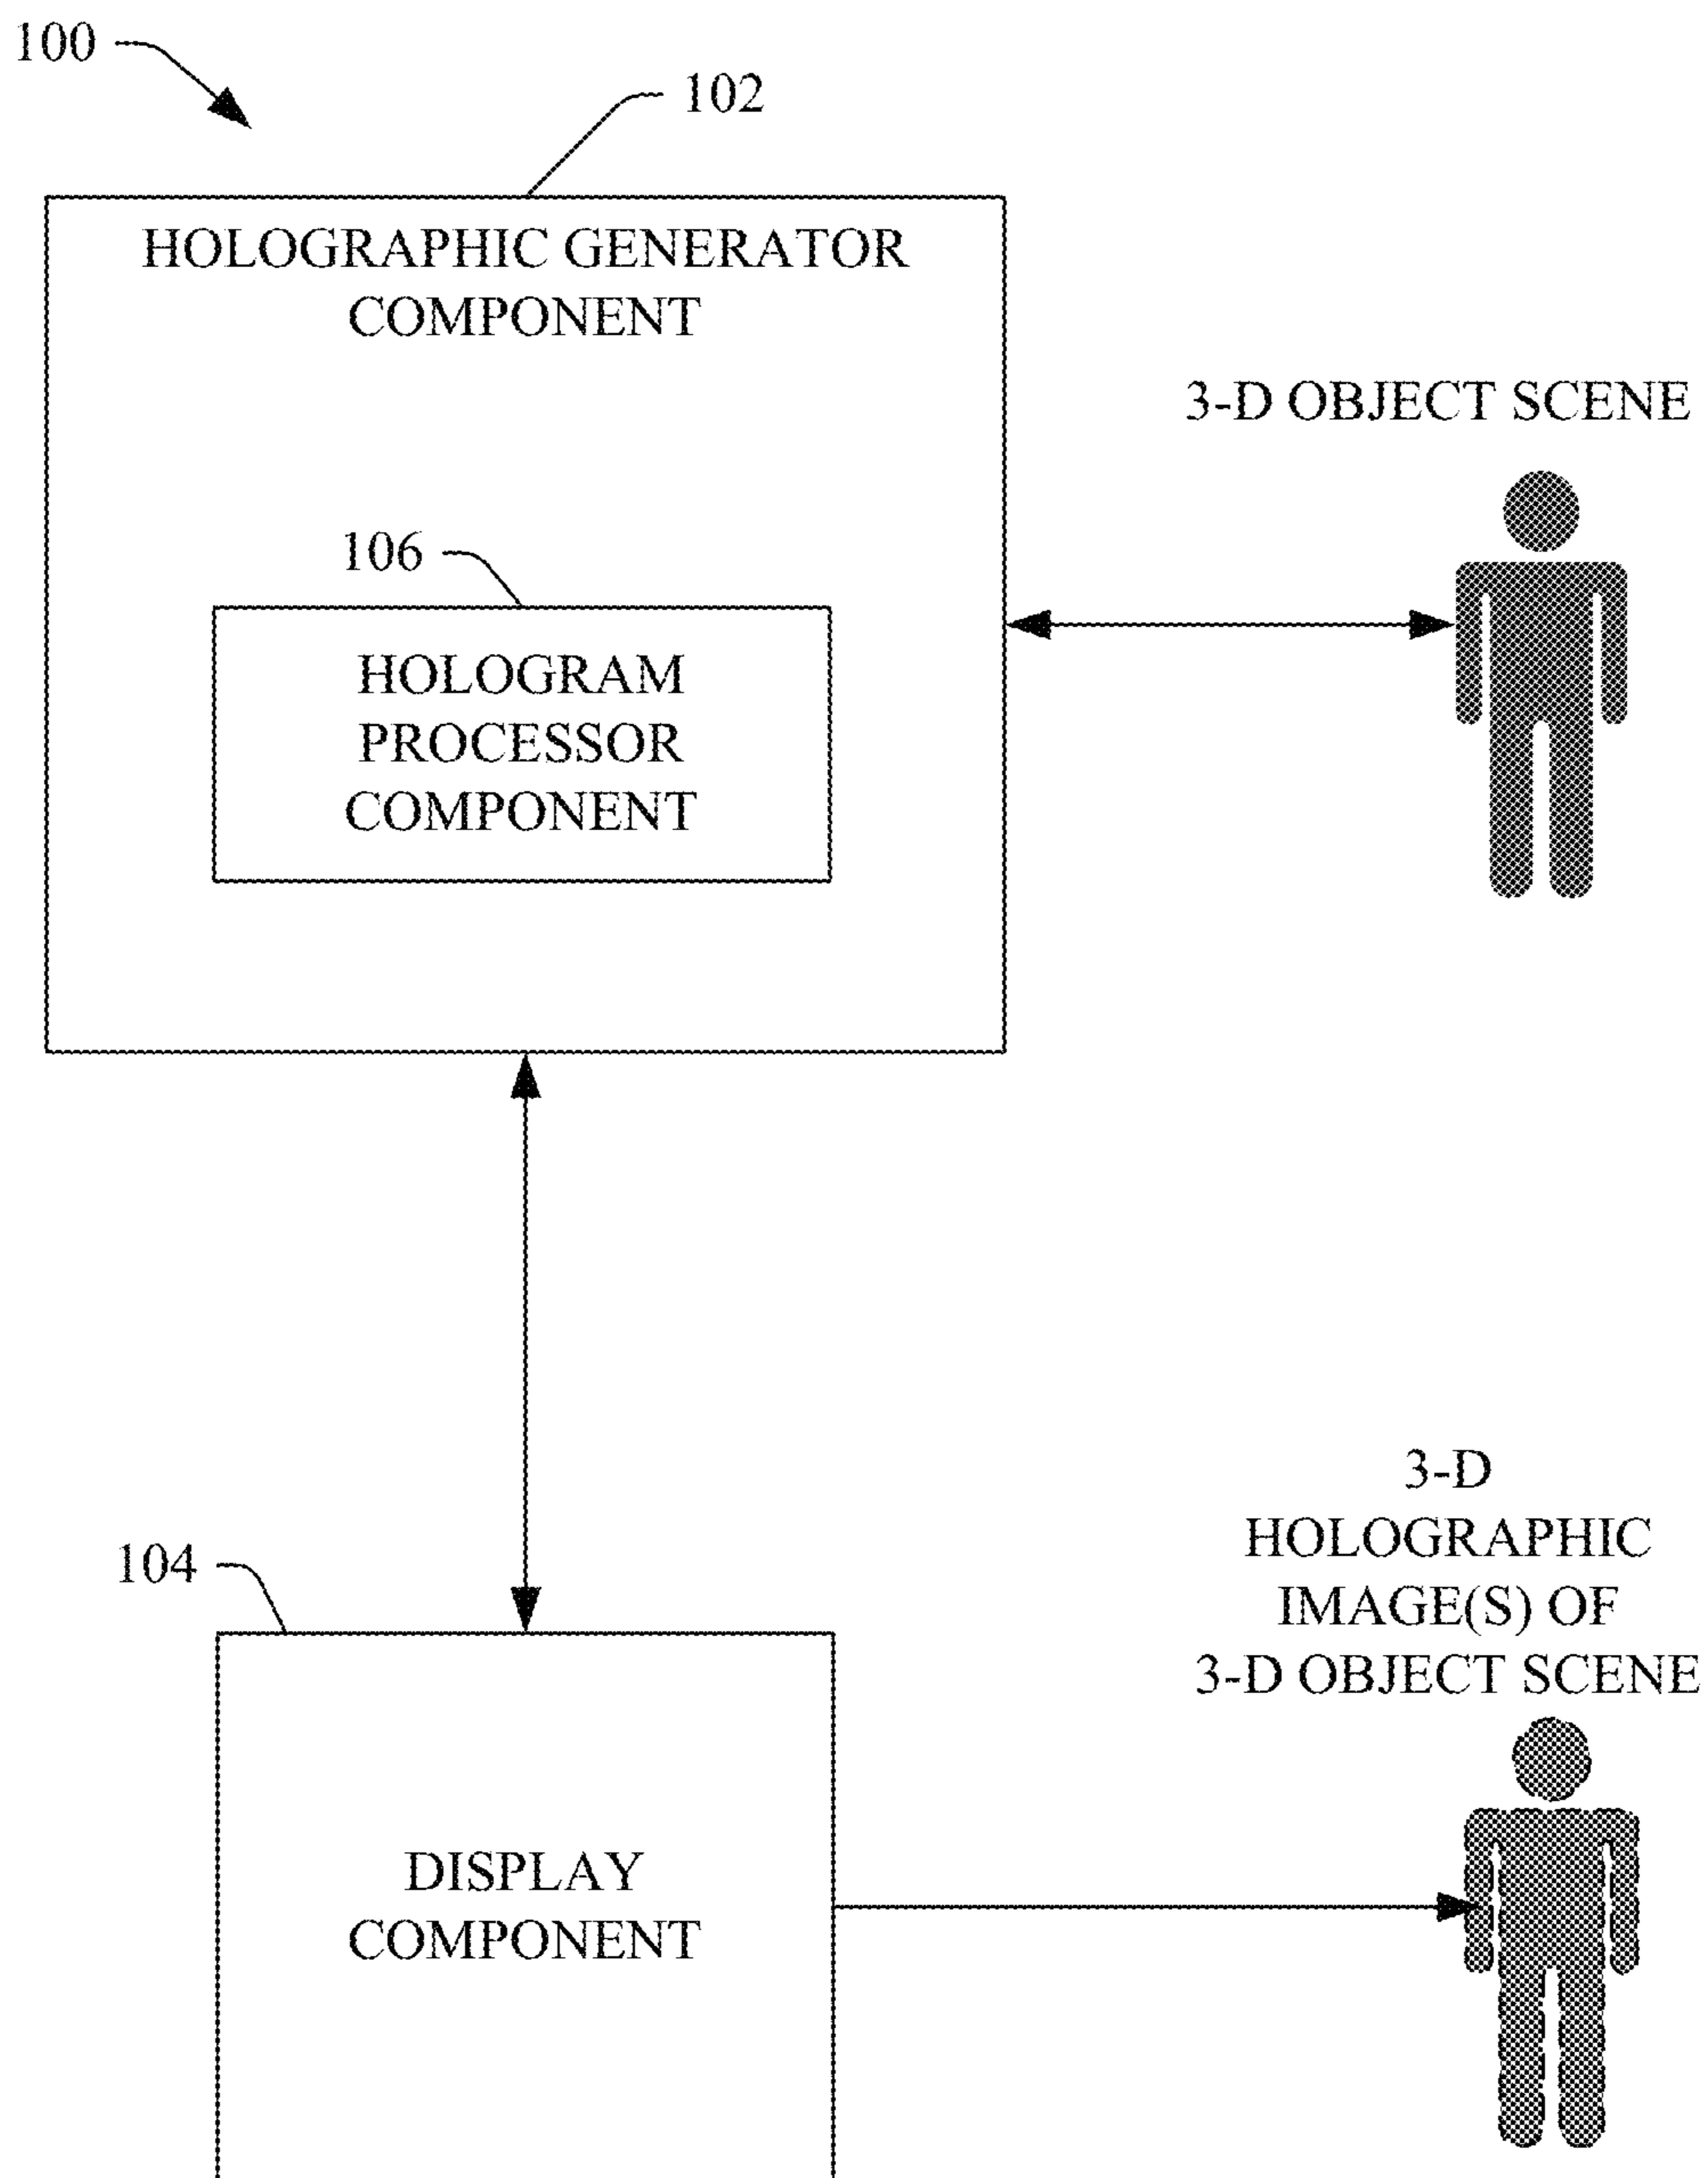 100
102
HOLOGRAPHIC GENERATOR
COMPONENT
3-D OBJECT SCENE
106
HOLOGRAM
PROCESSOR
COMPONENT
104
DISPLAY
COMPONENT
3-D
HOLOGRAPHIC
IMAGE(S) OF
3-D OBJECT SCENE